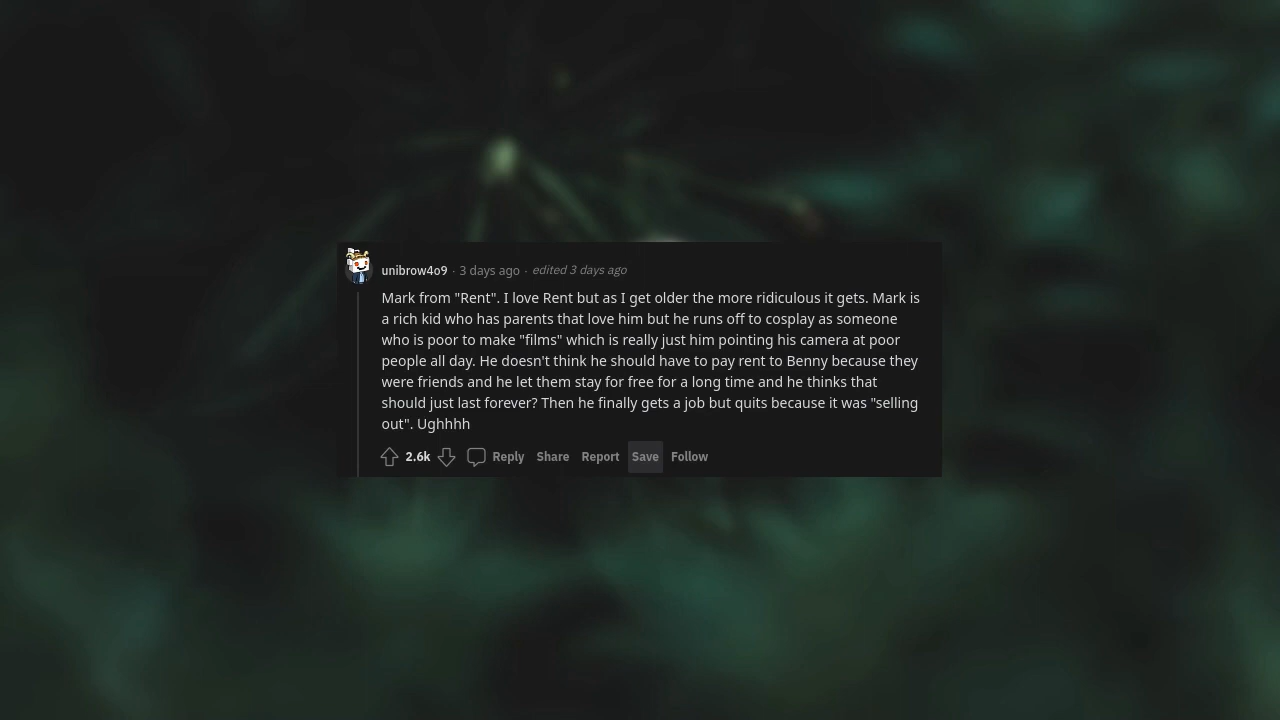 unibrow4o9 · 3 days ago · edited 3 days ago
Mark from "Rent". I love Rent but as I get older the more ridiculous it gets. Mark is
a rich kid who has parents that love him but he runs off to cosplay as someone
who is poor to make "films" which is really just him pointing his camera at poor
people all day. He doesn't think he should have to pay rent to Benny because they
were friends and he let them stay for free for a long time and he thinks that
should just last forever? Then he finally gets a job but quits because it was "selling
out". Ughhhh
2.6k Reply Share Report Save Follow